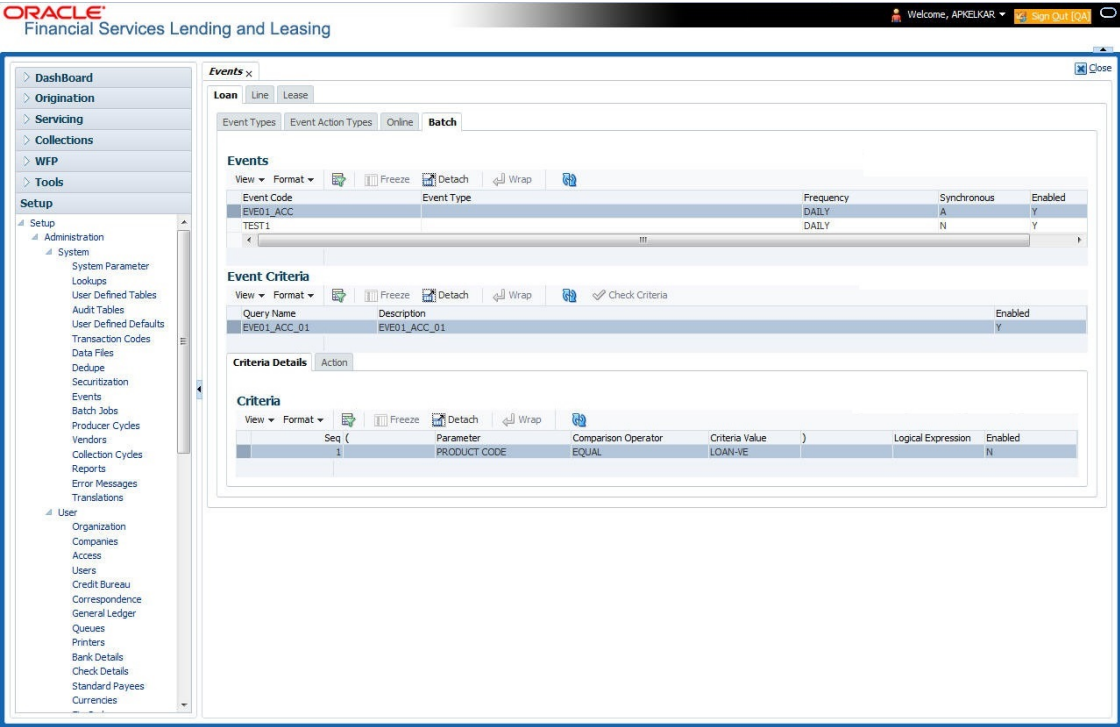 ORACLE
Financial Services Lending and Leasing
Welcome, APKELKAR
Sign Out [QA]
Close
DashBoard
Origination
Servicing
Collections
WFP
Tools
Setup
Setup
Administration
System
System Parameter
Lookups
User Defined Tables
Audit Tables
User Defined Defaults
Transaction Codes
Data Files
Dedupe
Securitization
Events
Batch Jobs
Producer Cycles
Vendors
Collection Cycles
Reports
Error Messages
Translations
User
Organization
Companies
Access
Users
Credit Bureau
Correspondence
General Ledger
Queues
Printers
Bank Details
Check Details
Standard Payees
Currencies
Events
Loan Line Lease
Event Types Event Action Types Online Batch
Events
View Format Freeze Detach Wrap
Event Code Event Type Frequency Synchronous Enabled
EVE01_ACC DAILY A Y
TEST1 DAILY N Y
Event Criteria
View Format Freeze Detach Wrap Check Criteria
Query Name Description Enabled
EVE01_ACC_01 EVE01_ACC_01 Y
Criteria Details Action
Criteria
View Format Freeze Detach Wrap
Seq ( Parameter Comparison Operator Criteria Value ) Logical Expression Enabled
1 PRODUCT CODE EQUAL LOAN-VE N